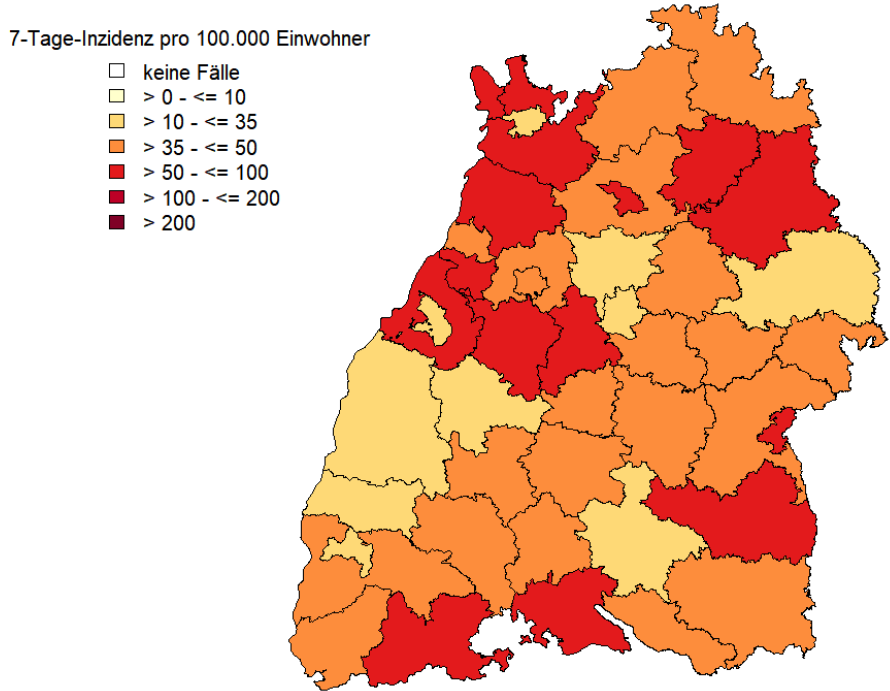 7-Tage-Inzidenz pro 100.000 Einwohner
keine Fälle
> 0 - <= 10
> 10 - <= 35
> 35 - <= 50
> 50 - <= 100
> 100 - <= 200
> 200